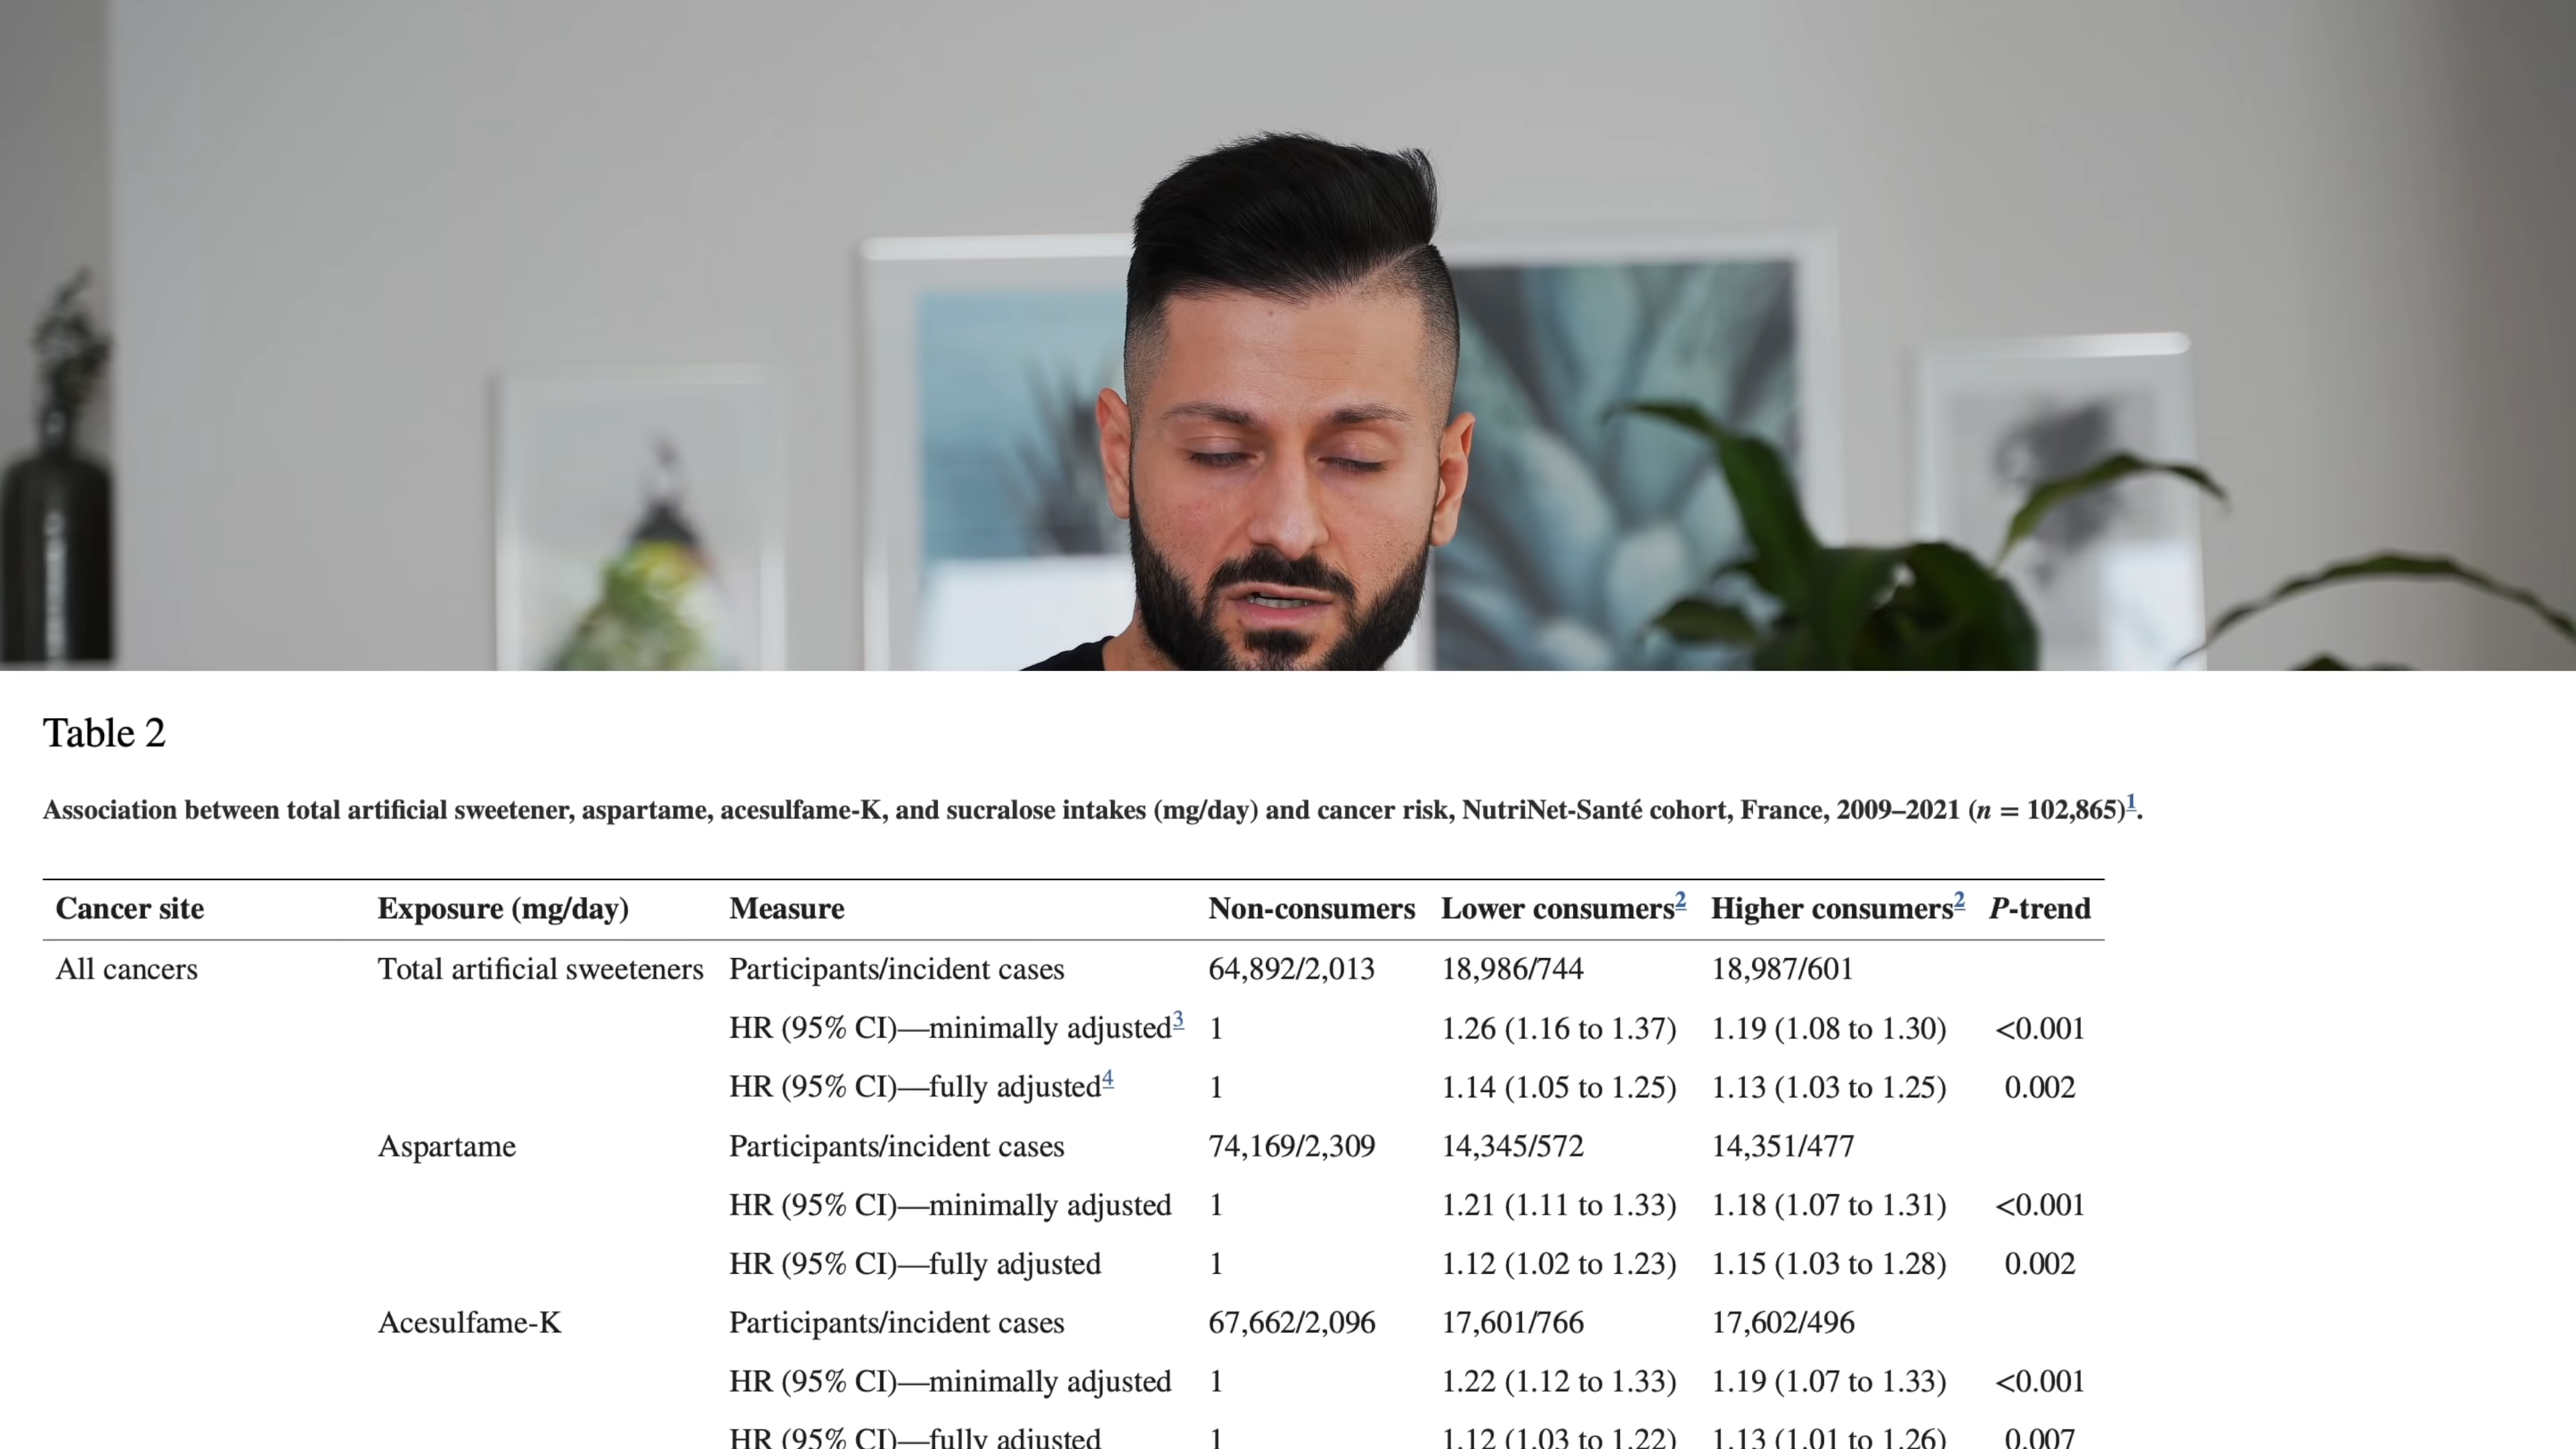 Table 2
Association between total artificial sweetener, aspartame, acesulfame-K, and sucralose intakes (mg/day) and cancer risk, NutriNet-Santé cohort, France, 2009–2021 (n = 102,865)1.
Cancer site Exposure (mg/day) Measure Non-consumers Lower consumers2 Higher consumers2 P-trend
All cancers Total artificial sweeteners Participants/incident cases 64,892/2,013 18,986/744 18,987/601
HR (95% CI)—minimally adjusted3 1 1.26 (1.16 to 1.37) 1.19 (1.08 to 1.30) <0.001
HR (95% CI)—fully adjusted4 1 1.14 (1.05 to 1.25) 1.13 (1.03 to 1.25) 0.002
Aspartame Participants/incident cases 74,169/2,309 14,345/572 14,351/477
HR (95% CI)—minimally adjusted 1 1.21 (1.11 to 1.33) 1.18 (1.07 to 1.31) <0.001
HR (95% CI)—fully adjusted 1 1.12 (1.02 to 1.23) 1.15 (1.03 to 1.28) 0.002
Acesulfame-K Participants/incident cases 67,662/2,096 17,601/766 17,602/496
HR (95% CI)—minimally adjusted 1 1.22 (1.12 to 1.33) 1.19 (1.07 to 1.33) <0.001
HR (95% CI)—fully adjusted 1 1.12 (1.03 to 1.22) 1.13 (1.01 to 1.26) 0.007